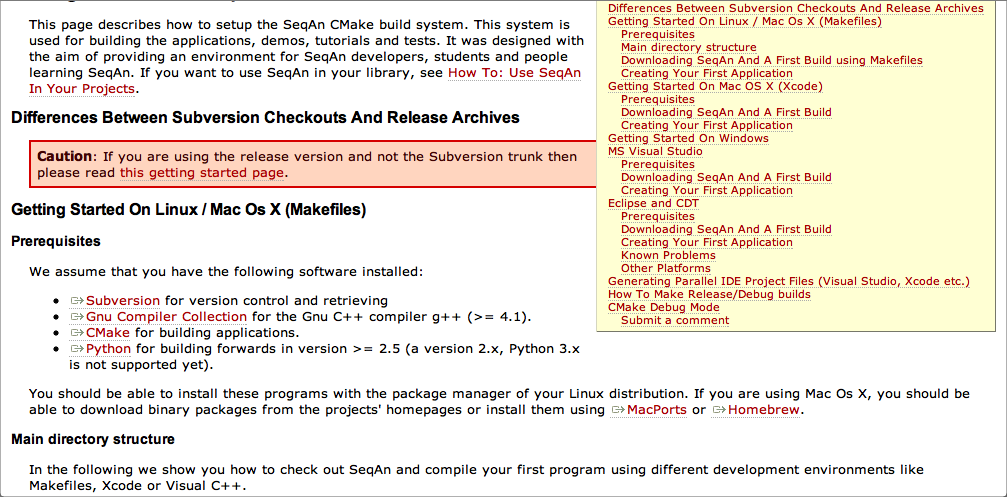 This page describes how to setup the SeqAn CMake build system. This system is
used for building the applications, demos, tutorials and tests. It was designed with
the aim of providing an environment for SeqAn developers, students and people
learning SeqAn. If you want to use SeqAn in your library, see How To: Use SeqAn
In Your Projects.
Differences Between Subversion Checkouts And Release Archives
Caution: If you are using the release version and not the Subversion trunk then
please read this getting started page.
Getting Started On Linux / Mac Os X (Makefiles)
Prerequisites
We assume that you have the following software installed:
• Subversion for version control and retrieving
• Gnu Compiler Collection for the Gnu C++ compiler g++ (>= 4.1).
• CMake for building applications.
• Python for building forwards in version >= 2.5 (a version 2.x, Python 3.x
is not supported yet).
You should be able to install these programs with the package manager of your Linux distribution. If you are using Mac Os X, you should be
able to download binary packages from the projects' homepages or install them using MacPorts or Homebrew.
Main directory structure
In the following we show you how to check out SeqAn and compile your first program using different development environments like
Makefiles, Xcode or Visual C++.
Differences Between Subversion Checkouts And Release Archives
Getting Started On Linux / Mac Os X (Makefiles)
Prerequisites
Main directory structure
Downloading SeqAn And A First Build using Makefiles
Creating Your First Application
Getting Started On Mac OS X (Xcode)
Prerequisites
Downloading SeqAn And A First Build
Creating Your First Application
Getting Started On Windows
MS Visual Studio
Prerequisites
Downloading SeqAn And A First Build
Creating Your First Application
Eclipse and CDT
Prerequisites
Downloading SeqAn And A First Build
Creating Your First Application
Known Problems
Other Platforms
Generating Parallel IDE Project Files (Visual Studio, Xcode etc.)
How To Make Release/Debug builds
CMake Debug Mode
Submit a comment